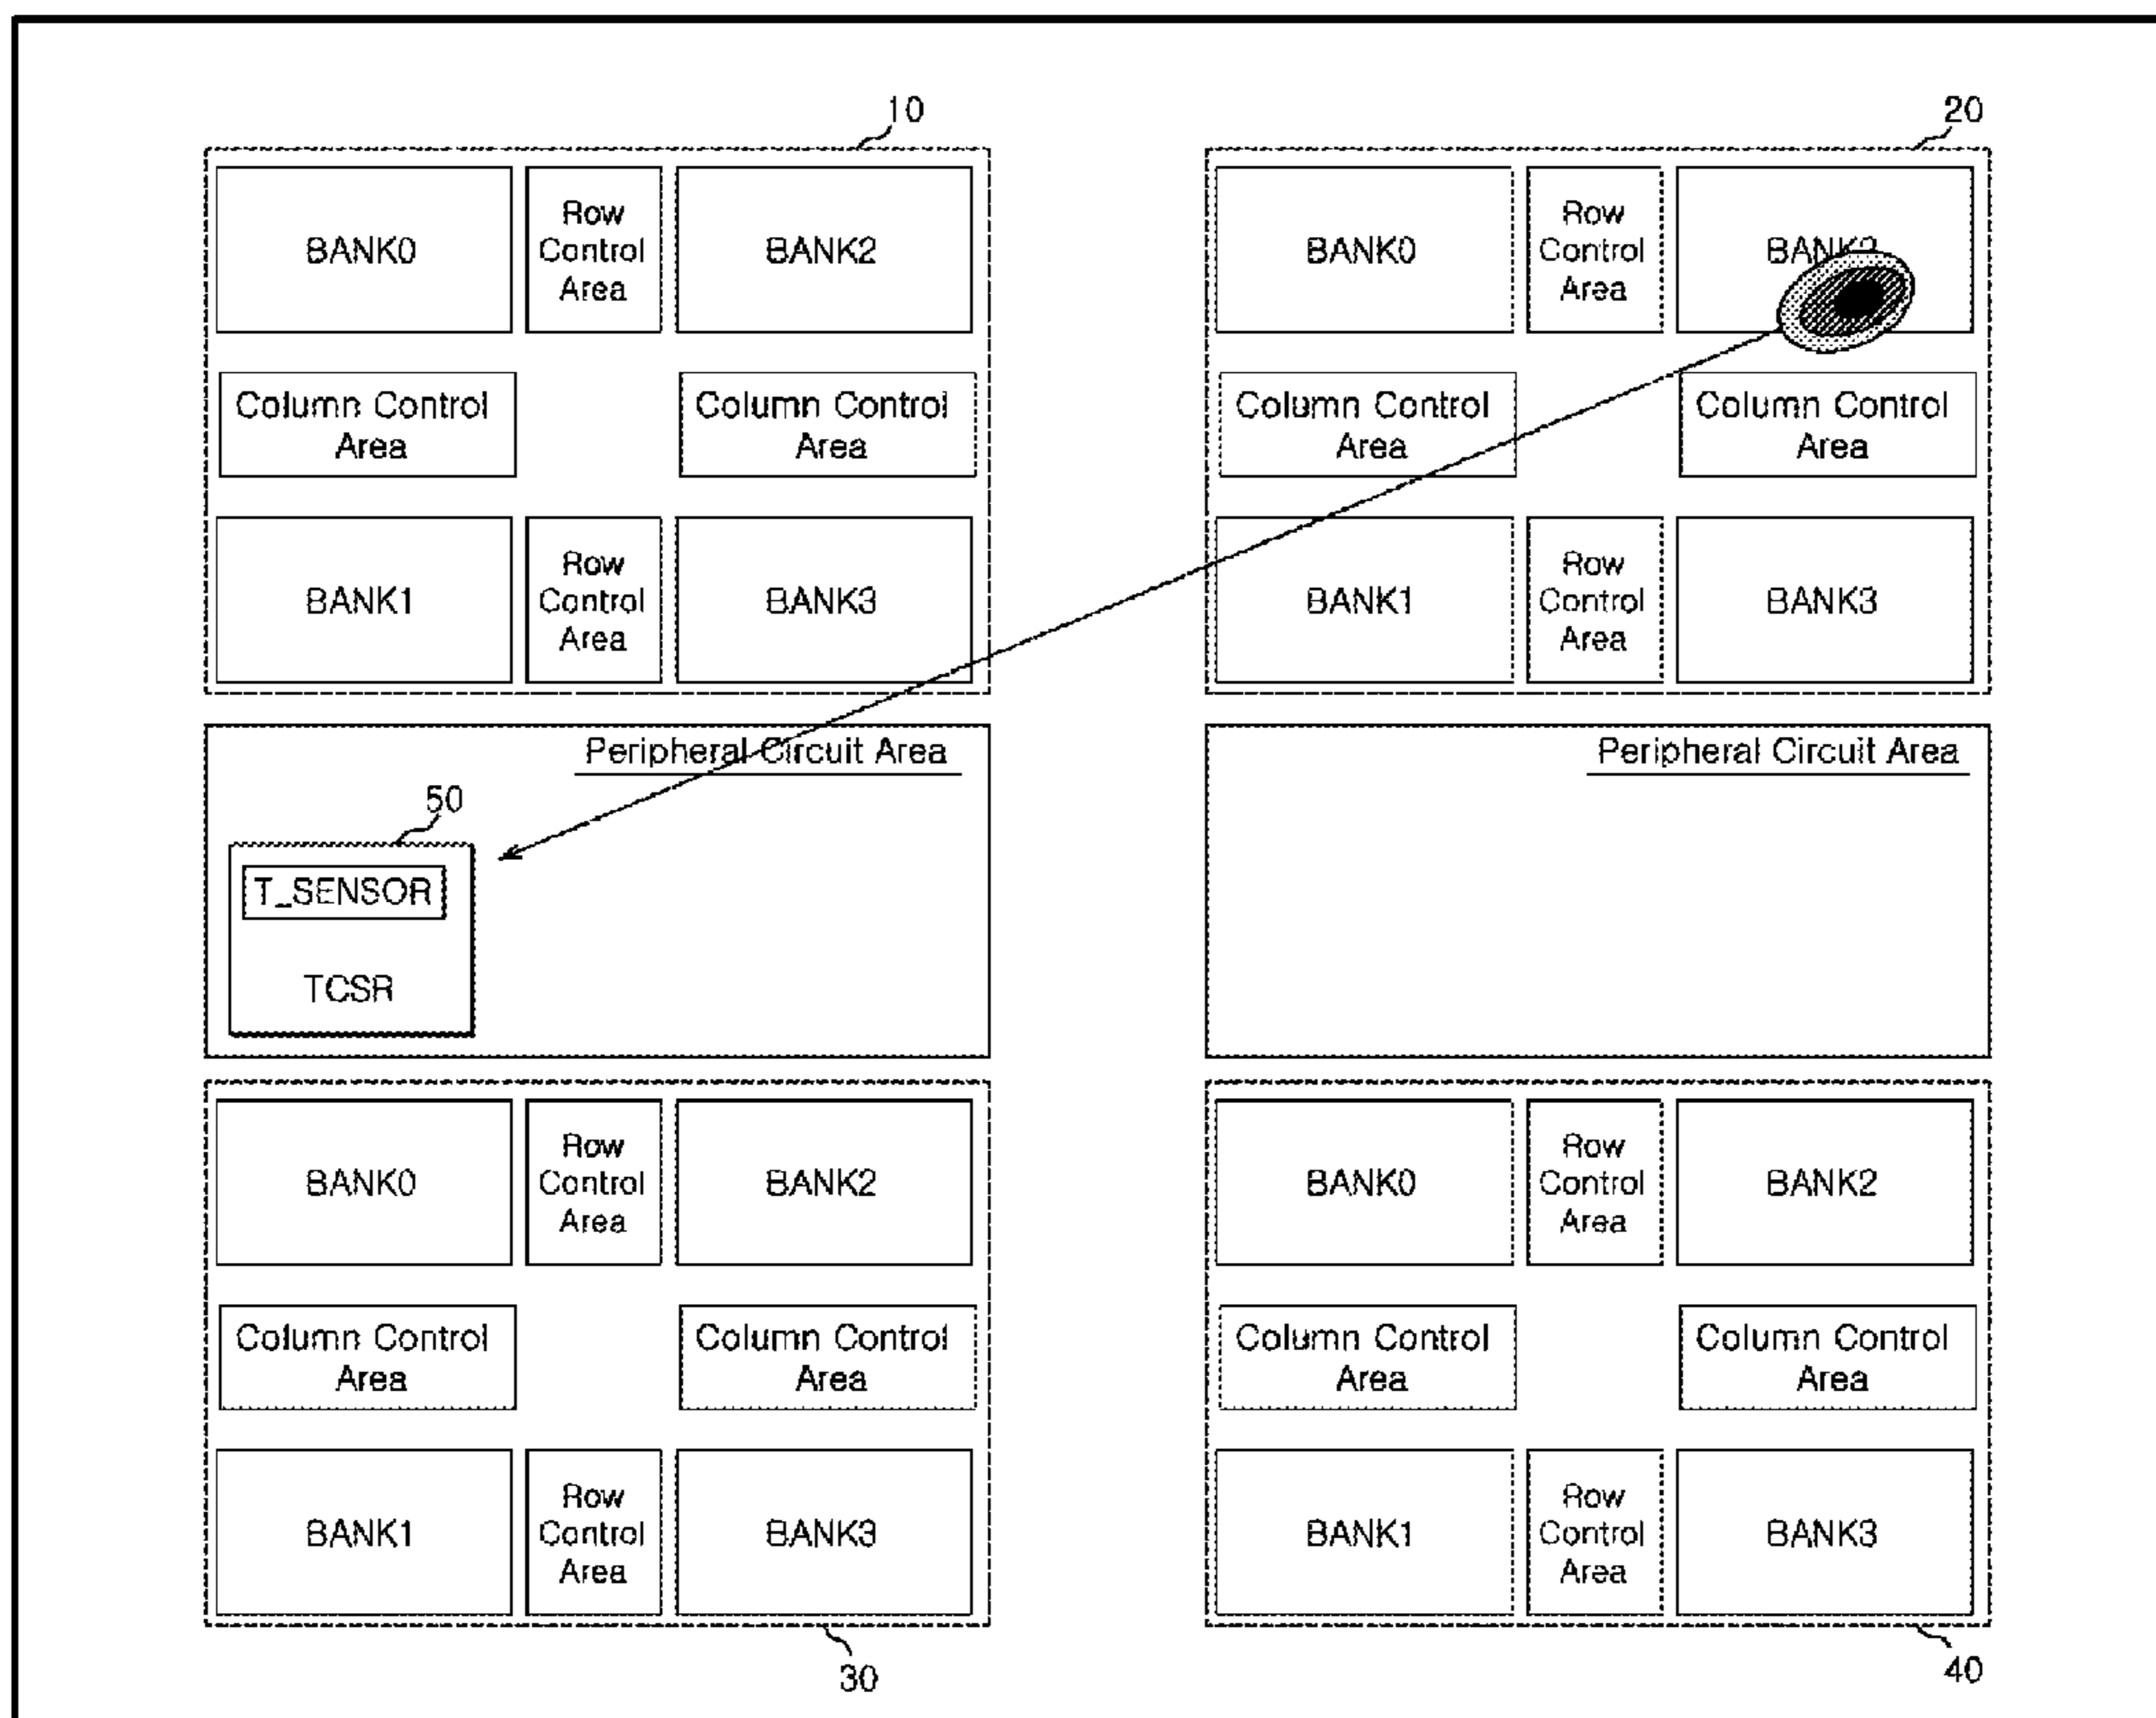 10
20
BANK0
Row
Control
Area
BANK2
BANK0
Row
Control
Area
Column Control
Area
Column Control
Area
Column Control
Area
Column Control
Area
BANK1
Row
Control
Area
BANK3
BANK1
Row
Control
Area
BANK3
Peripheral Circuit Area
Peripheral Circuit Area
50
T_SENSOR
TCSR
BANK0
Row
Control
Area
BANK2
BANK0
Row
Control
Area
BANK2
Column Control
Area
Column Control
Area
Column Control
Area
Column Control
Area
BANK1
Row
Control
Area
BANK3
BANK1
Row
Control
Area
BANK3
30
40